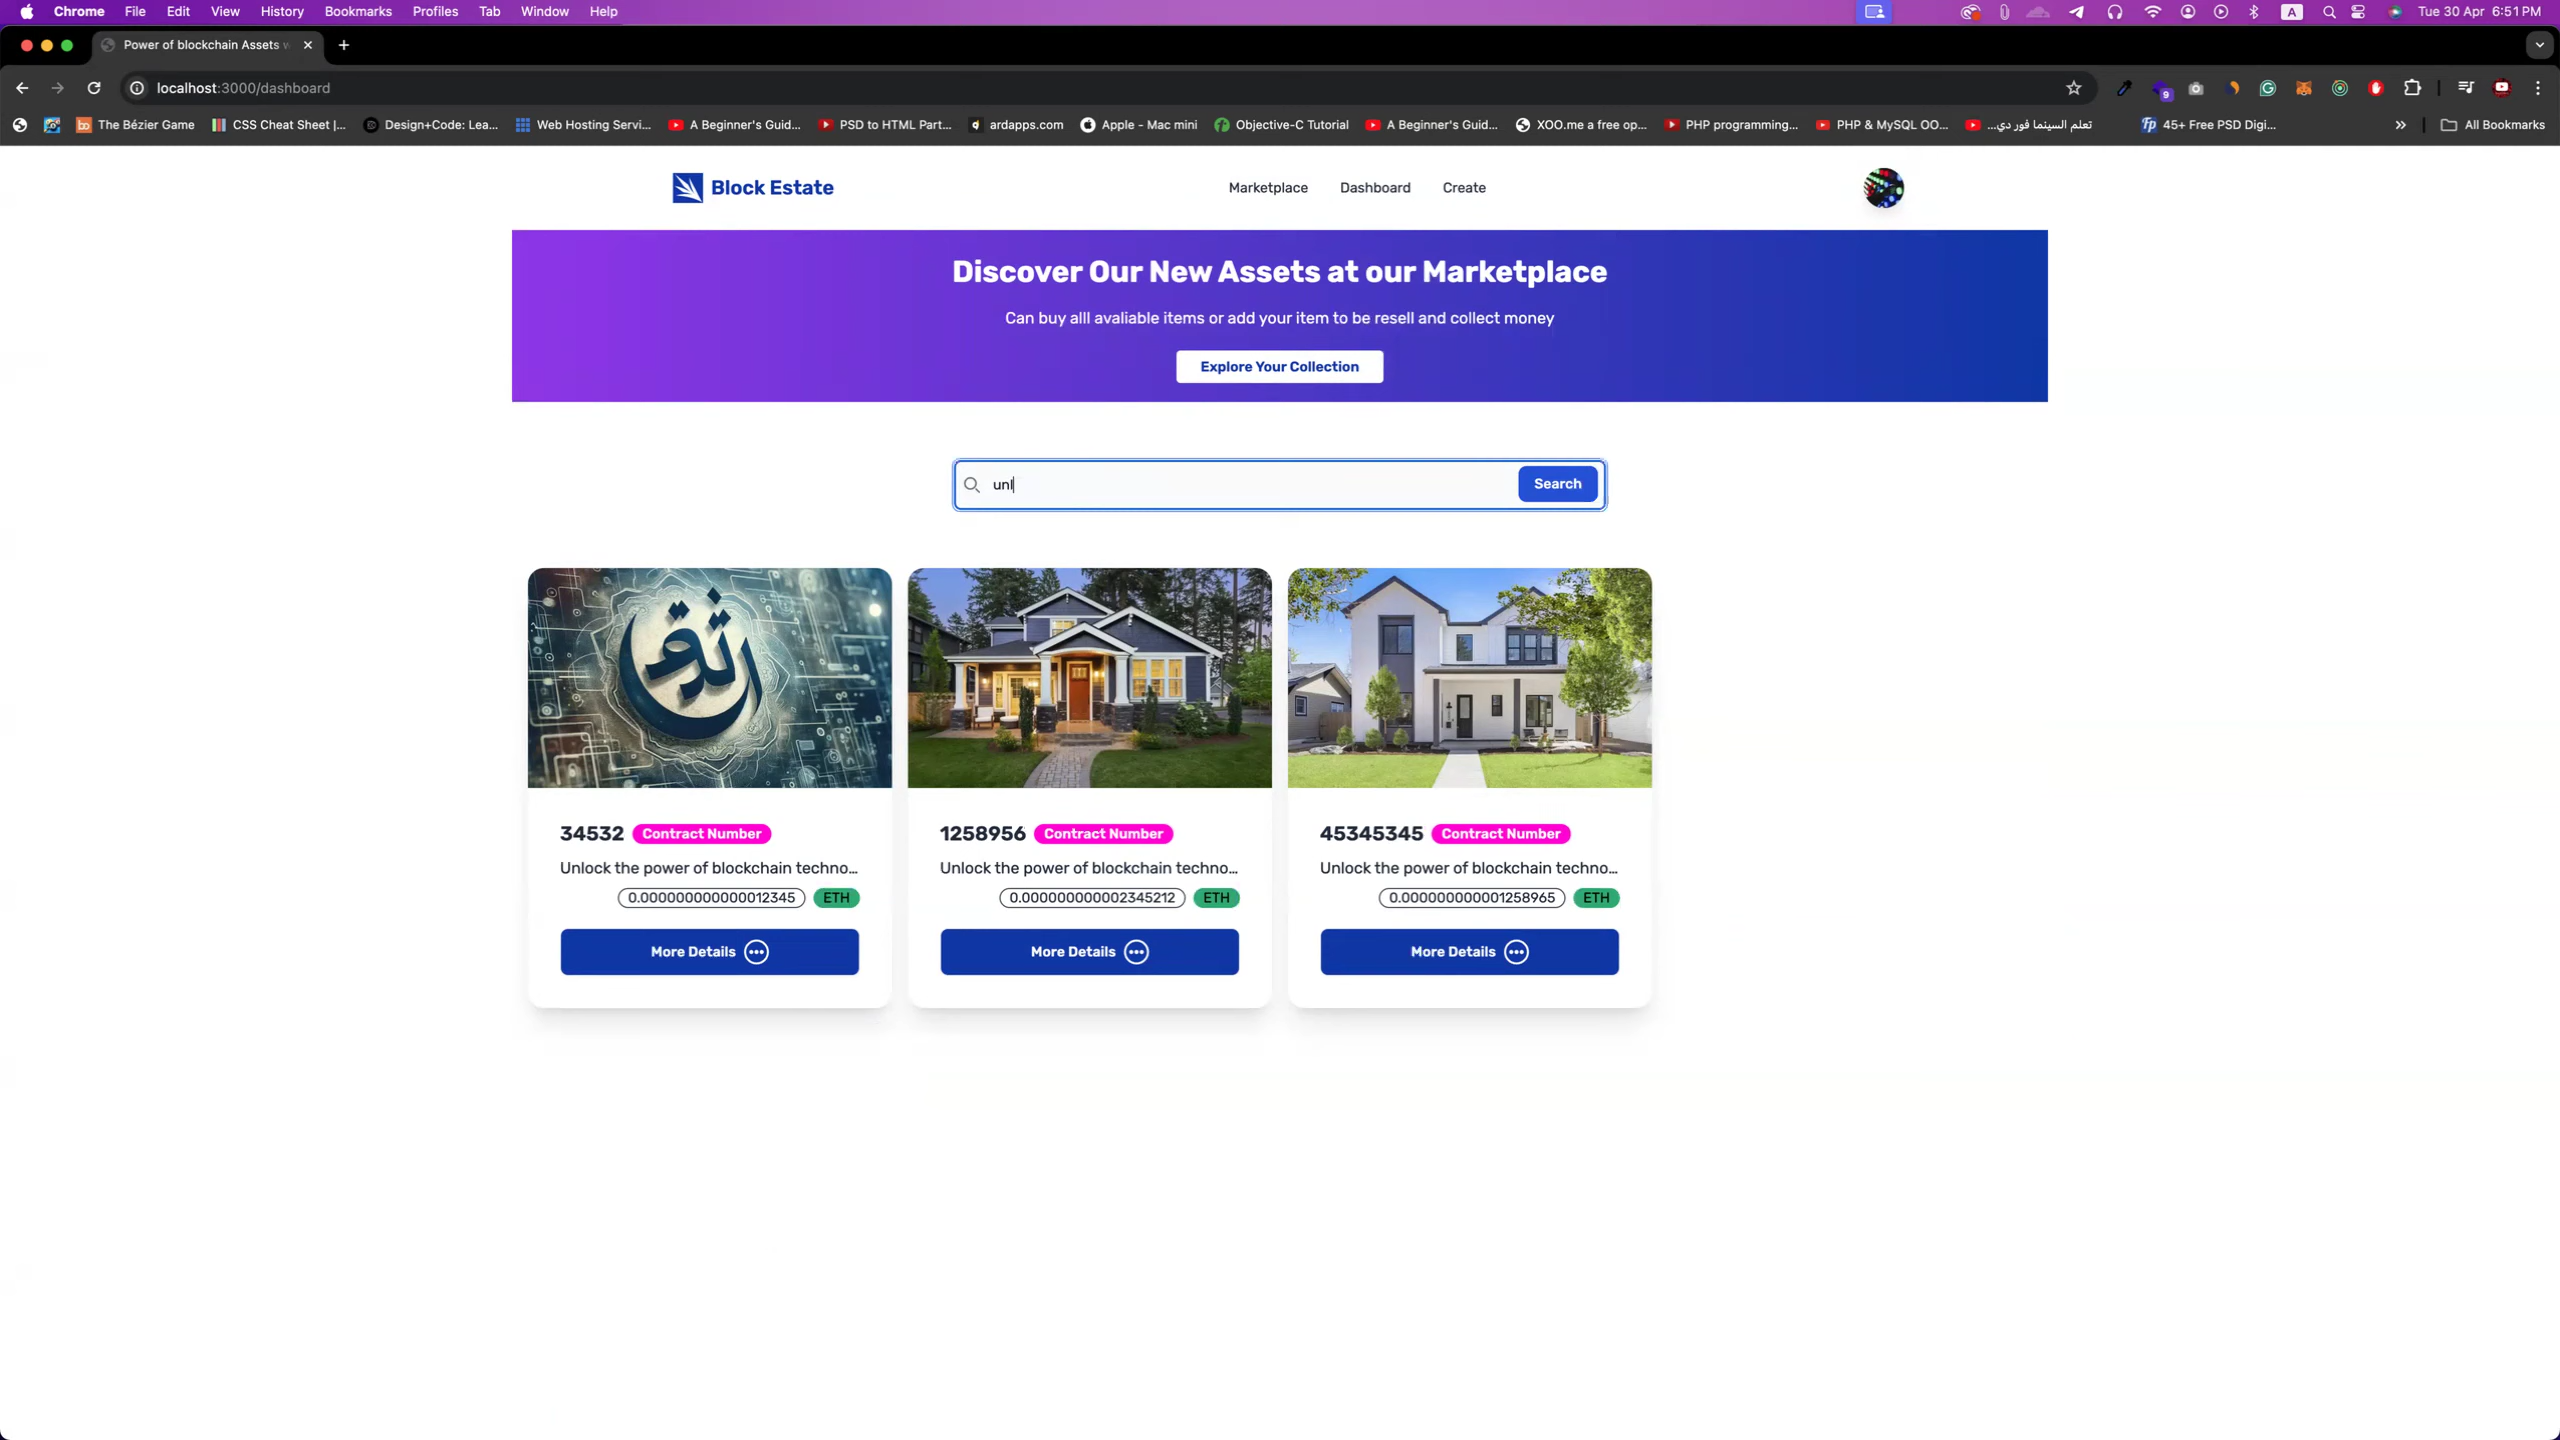 Chrome File Edit View History Bookmarks Profiles Tab Window Help A Tue 30 Apr 6:51 PM
Power of blockchain Assets w
localhost:3000/dashboard 9
The Bézier Game CSS Cheat Sheet |... Design+Code: Lea... Web Hosting Servi... A Beginner's Guid... PSD to HTML Part... ardapps.com Apple - Mac mini Objective-C Tutorial A Beginner's Guid... XOO.me a free op... PHP programming... PHP & MySQL OO... تعلم السينما فور دي... 45+ Free PSD Digi... » All Bookmarks
Block Estate Marketplace Dashboard Create
Discover Our New Assets at our Marketplace
Can buy alll avaliable items or add your item to be resell and collect money
Explore Your Collection
unl Search
34532 Contract Number
Unlock the power of blockchain techno...
0.000000000000012345 ETH
More Details
1258956 Contract Number
Unlock the power of blockchain techno...
0.000000000002345212 ETH
More Details
45345345 Contract Number
Unlock the power of blockchain techno...
0.000000000001258965 ETH
More Details